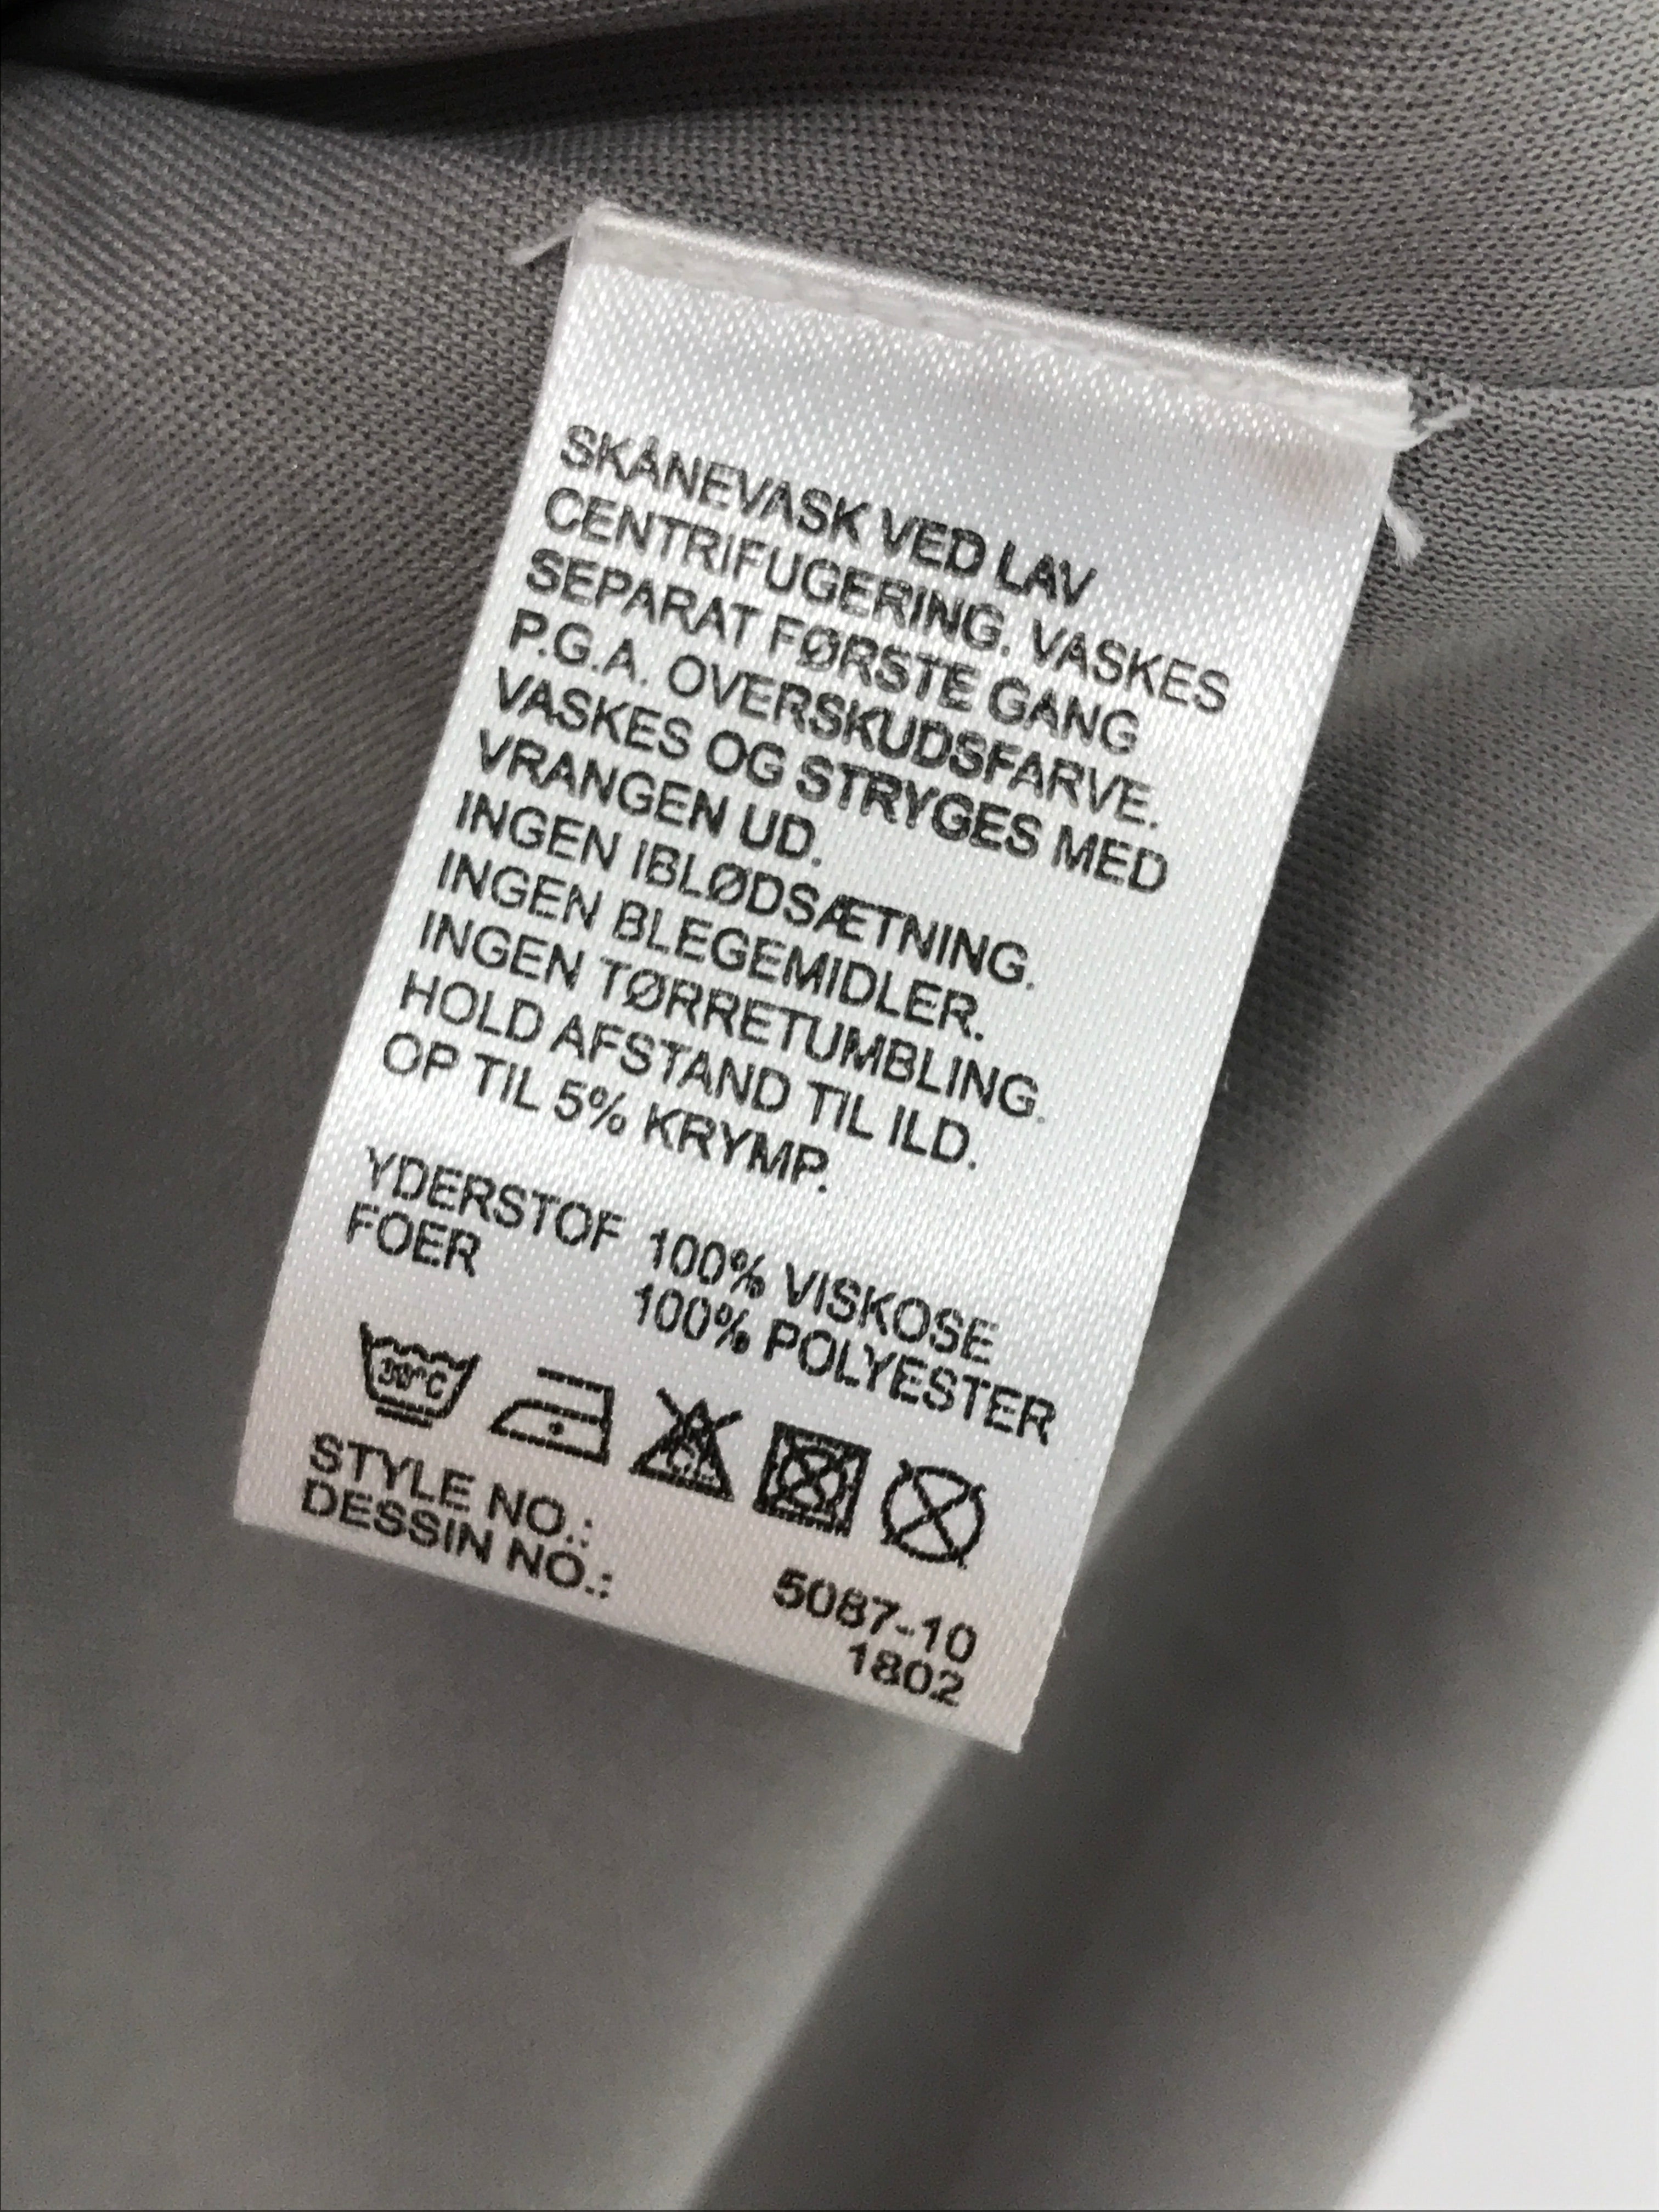 SKÅNEVASK VED LAV
CENTRIFUGERING. VASKES
SEPARAT FØRSTE GANG
P.G.A. OVERSKUDSFARVE.
VASKES OG STRYGES MED
VRANGEN UD.
INGEN IBLØDSÆTNING.
INGEN BLEGEMIDLER.
INGEN TØRRETUMBLING.
HOLD AFSTAND TIL ILD.
OP TIL 5% KRYMP.
YDERSTOF 100% VISKOSE
FOER 100% POLYESTER
30°C CL
STYLE NO.: 5087-10
DESSIN NO.: 1802